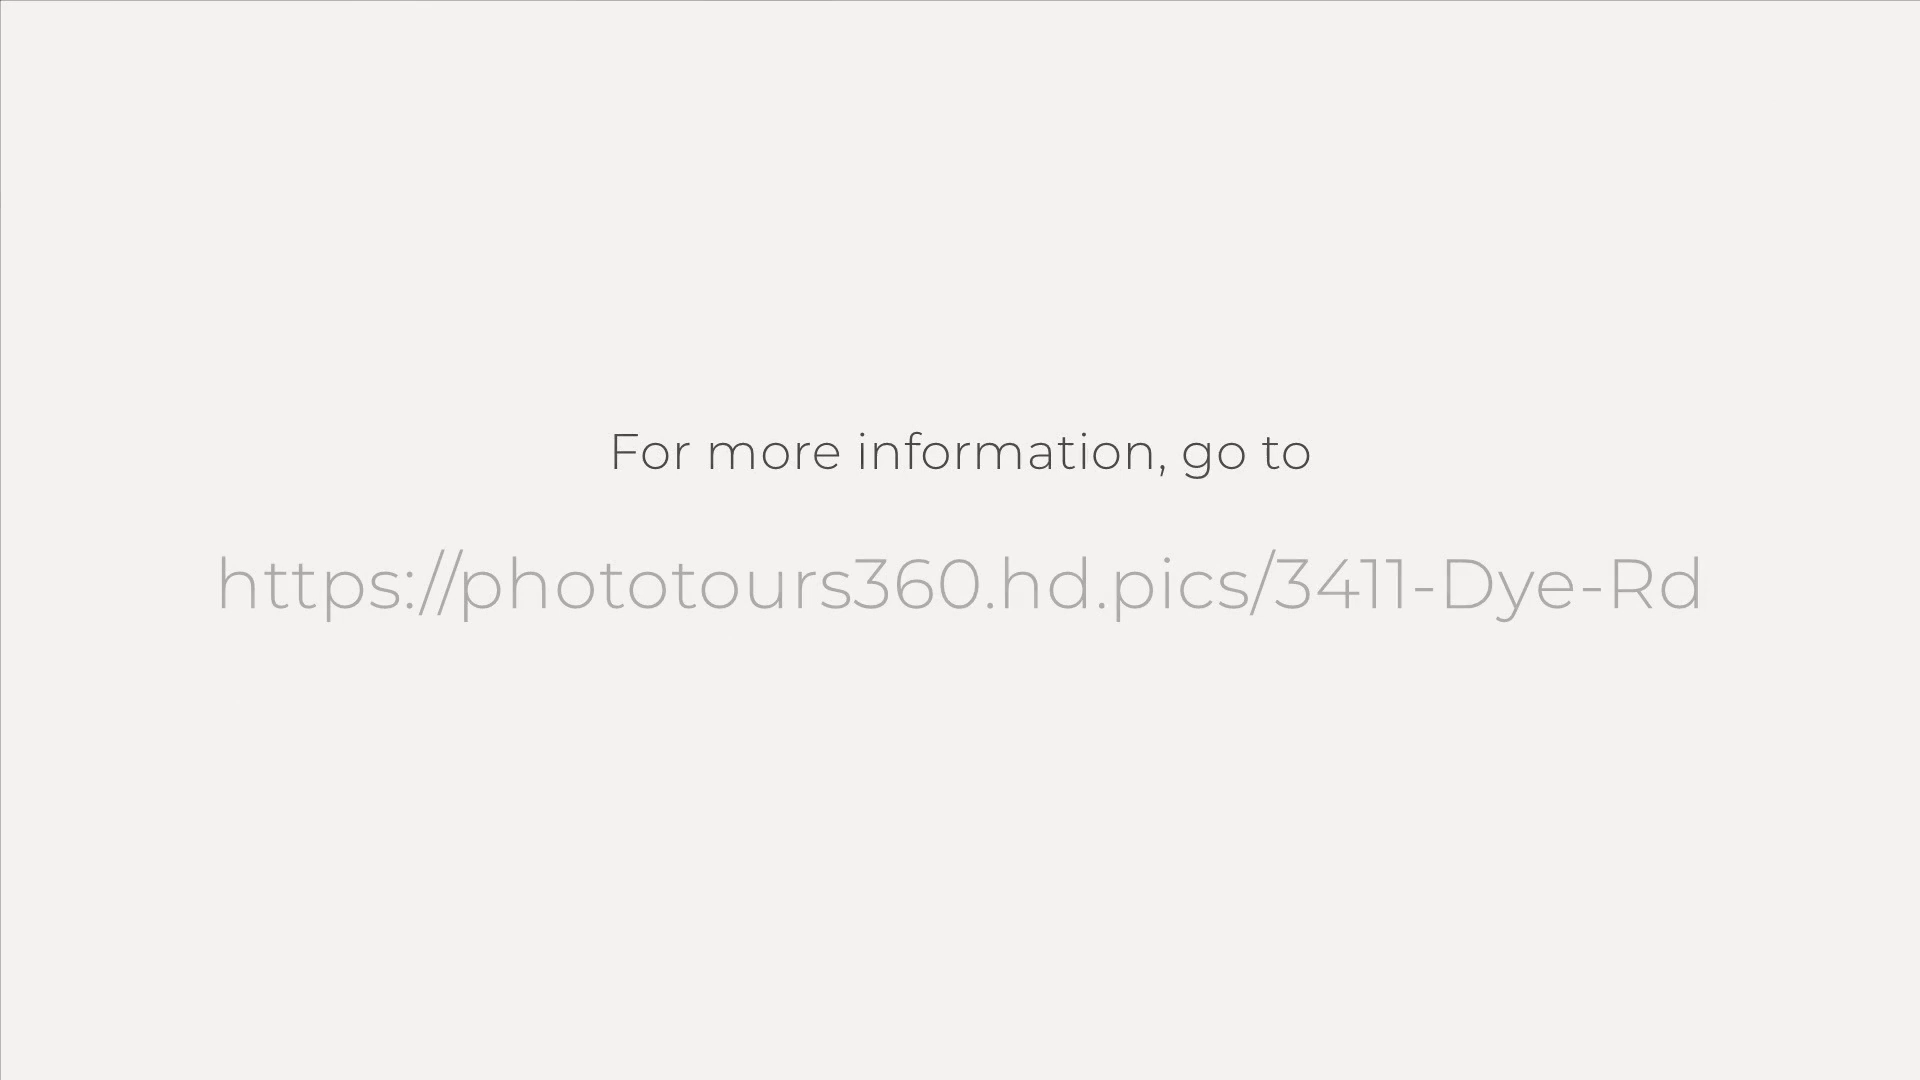 For more information, go to
https://phototours360.hd.pics/3411-Dye-Rd